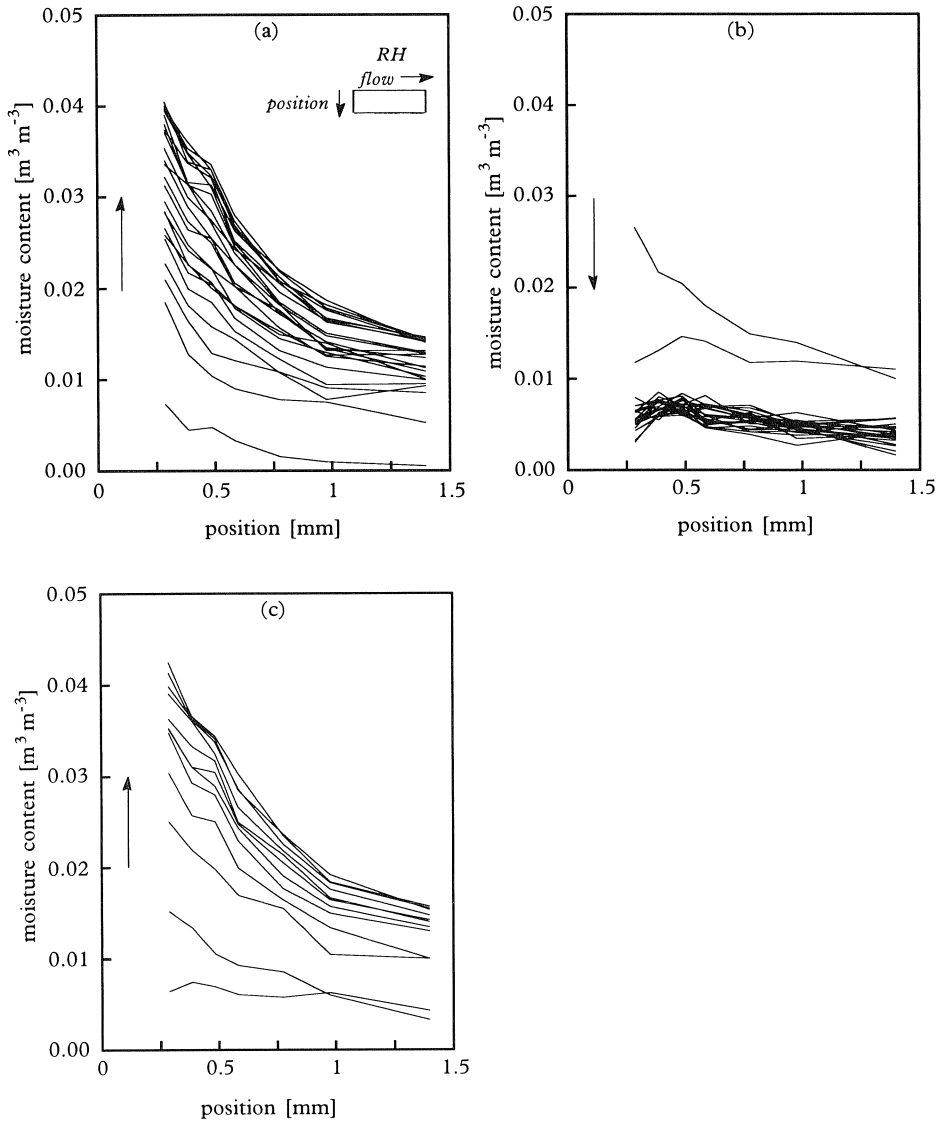 (a)
RH
flow
position
0.05
0.04
0.03
0.02
0.01
0.00
moisture content [m³ m⁻³]
0
0.5
1
1.5
position [mm]
(b)
0.05
0.04
0.03
0.02
0.01
0.00
moisture content [m³ m⁻³]
0
0.5
1
1.5
position [mm]
(c)
0.05
0.04
0.03
0.02
0.01
0.00
moisture content [m³ m⁻³]
0
0.5
1
1.5
position [mm]